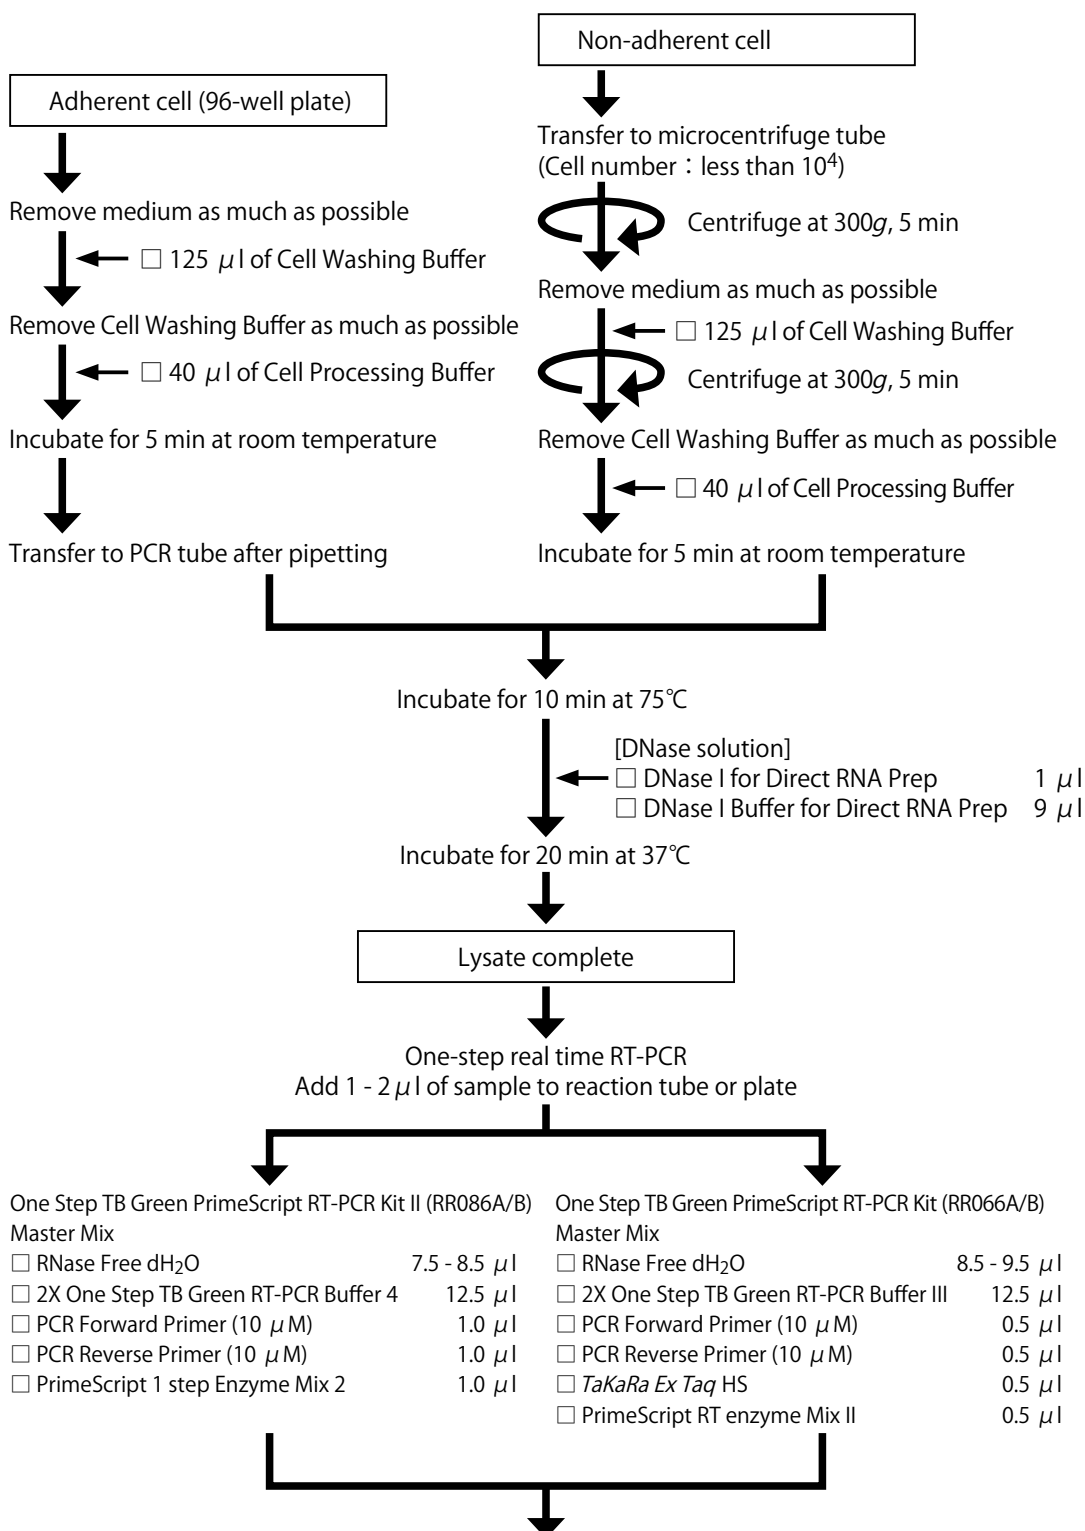 Non-adherent cell
Adherent cell (96-well plate)
Transfer to microcentrifuge tube
(Cell number：less than 10⁴)
Remove medium as much as possible
Centrifuge at 300g, 5 min
□ 125 μl of Cell Washing Buffer
Remove medium as much as possible
Remove Cell Washing Buffer as much as possible
□ 125 μl of Cell Washing Buffer
□ 40 μl of Cell Processing Buffer
Centrifuge at 300g, 5 min
Incubate for 5 min at room temperature
Remove Cell Washing Buffer as much as possible
□ 40 μl of Cell Processing Buffer
Transfer to PCR tube after pipetting
Incubate for 5 min at room temperature
Incubate for 10 min at 75℃
[DNase solution]
□ DNase I for Direct RNA Prep 1 μl
□ DNase I Buffer for Direct RNA Prep 9 μl
Incubate for 20 min at 37℃
Lysate complete
One-step real time RT-PCR
Add 1 - 2 μl of sample to reaction tube or plate
One Step TB Green PrimeScript RT-PCR Kit II (RR086A/B)
Master Mix
□ RNase Free dH₂O 7.5 - 8.5 μl
□ 2X One Step TB Green RT-PCR Buffer 4 12.5 μl
□ PCR Forward Primer (10 μM) 1.0 μl
□ PCR Reverse Primer (10 μM) 1.0 μl
□ PrimeScript 1 step Enzyme Mix 2 1.0 μl
One Step TB Green PrimeScript RT-PCR Kit (RR066A/B)
Master Mix
□ RNase Free dH₂O 8.5 - 9.5 μl
□ 2X One Step TB Green RT-PCR Buffer III 12.5 μl
□ PCR Forward Primer (10 μM) 0.5 μl
□ PCR Reverse Primer (10 μM) 0.5 μl
□ TaKaRa Ex Taq HS 0.5 μl
□ PrimeScript RT enzyme Mix II 0.5 μl